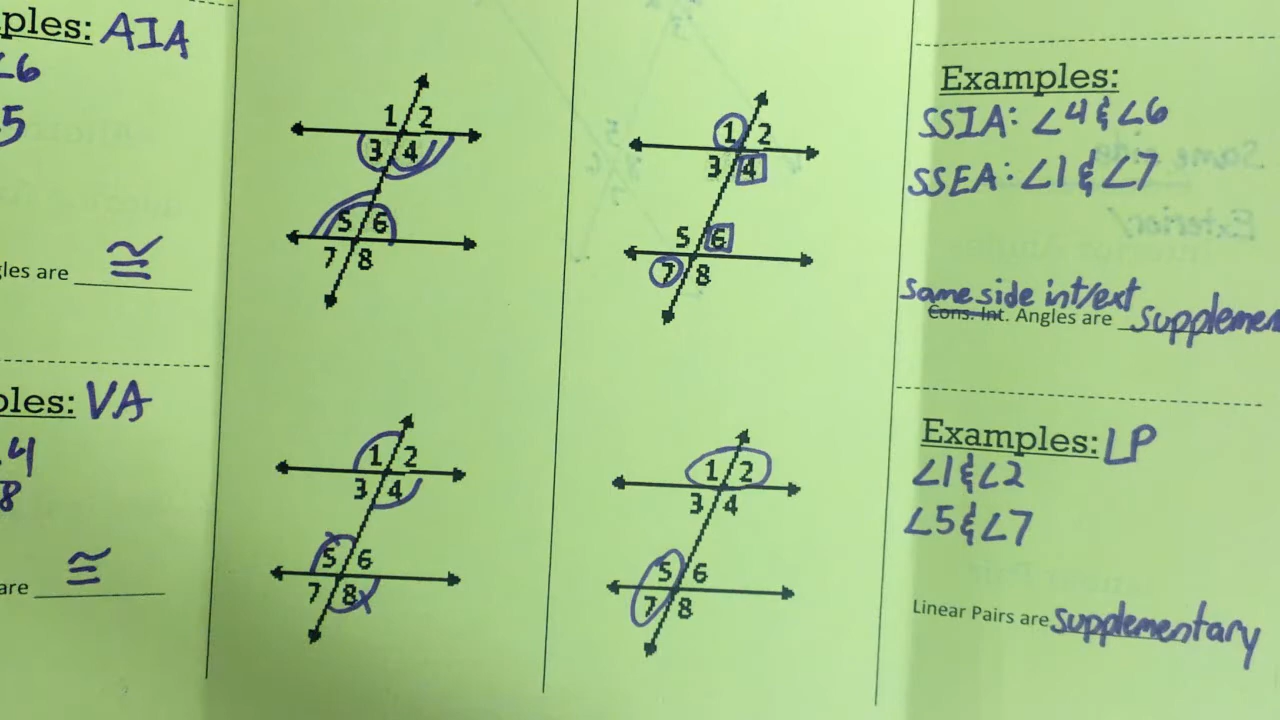 ples: AIA
∠6
5
gles are ≅
ples: VA
4
8
are ≅
1 2
3 4
5 6
7 8
1 2
3 4
5 6
7 8
1 2
3 4
5 6
7 8
1 2
3 4
5 6
7 8
Examples:
SSIA: ∠4 & ∠6
SSEA: ∠1 & ∠7
same side int/ext
Cons. Int. Angles are supplemen
Examples: LP
∠1 & ∠2
∠5 & ∠7
Linear Pairs are supplementary
Same side
Exterior/